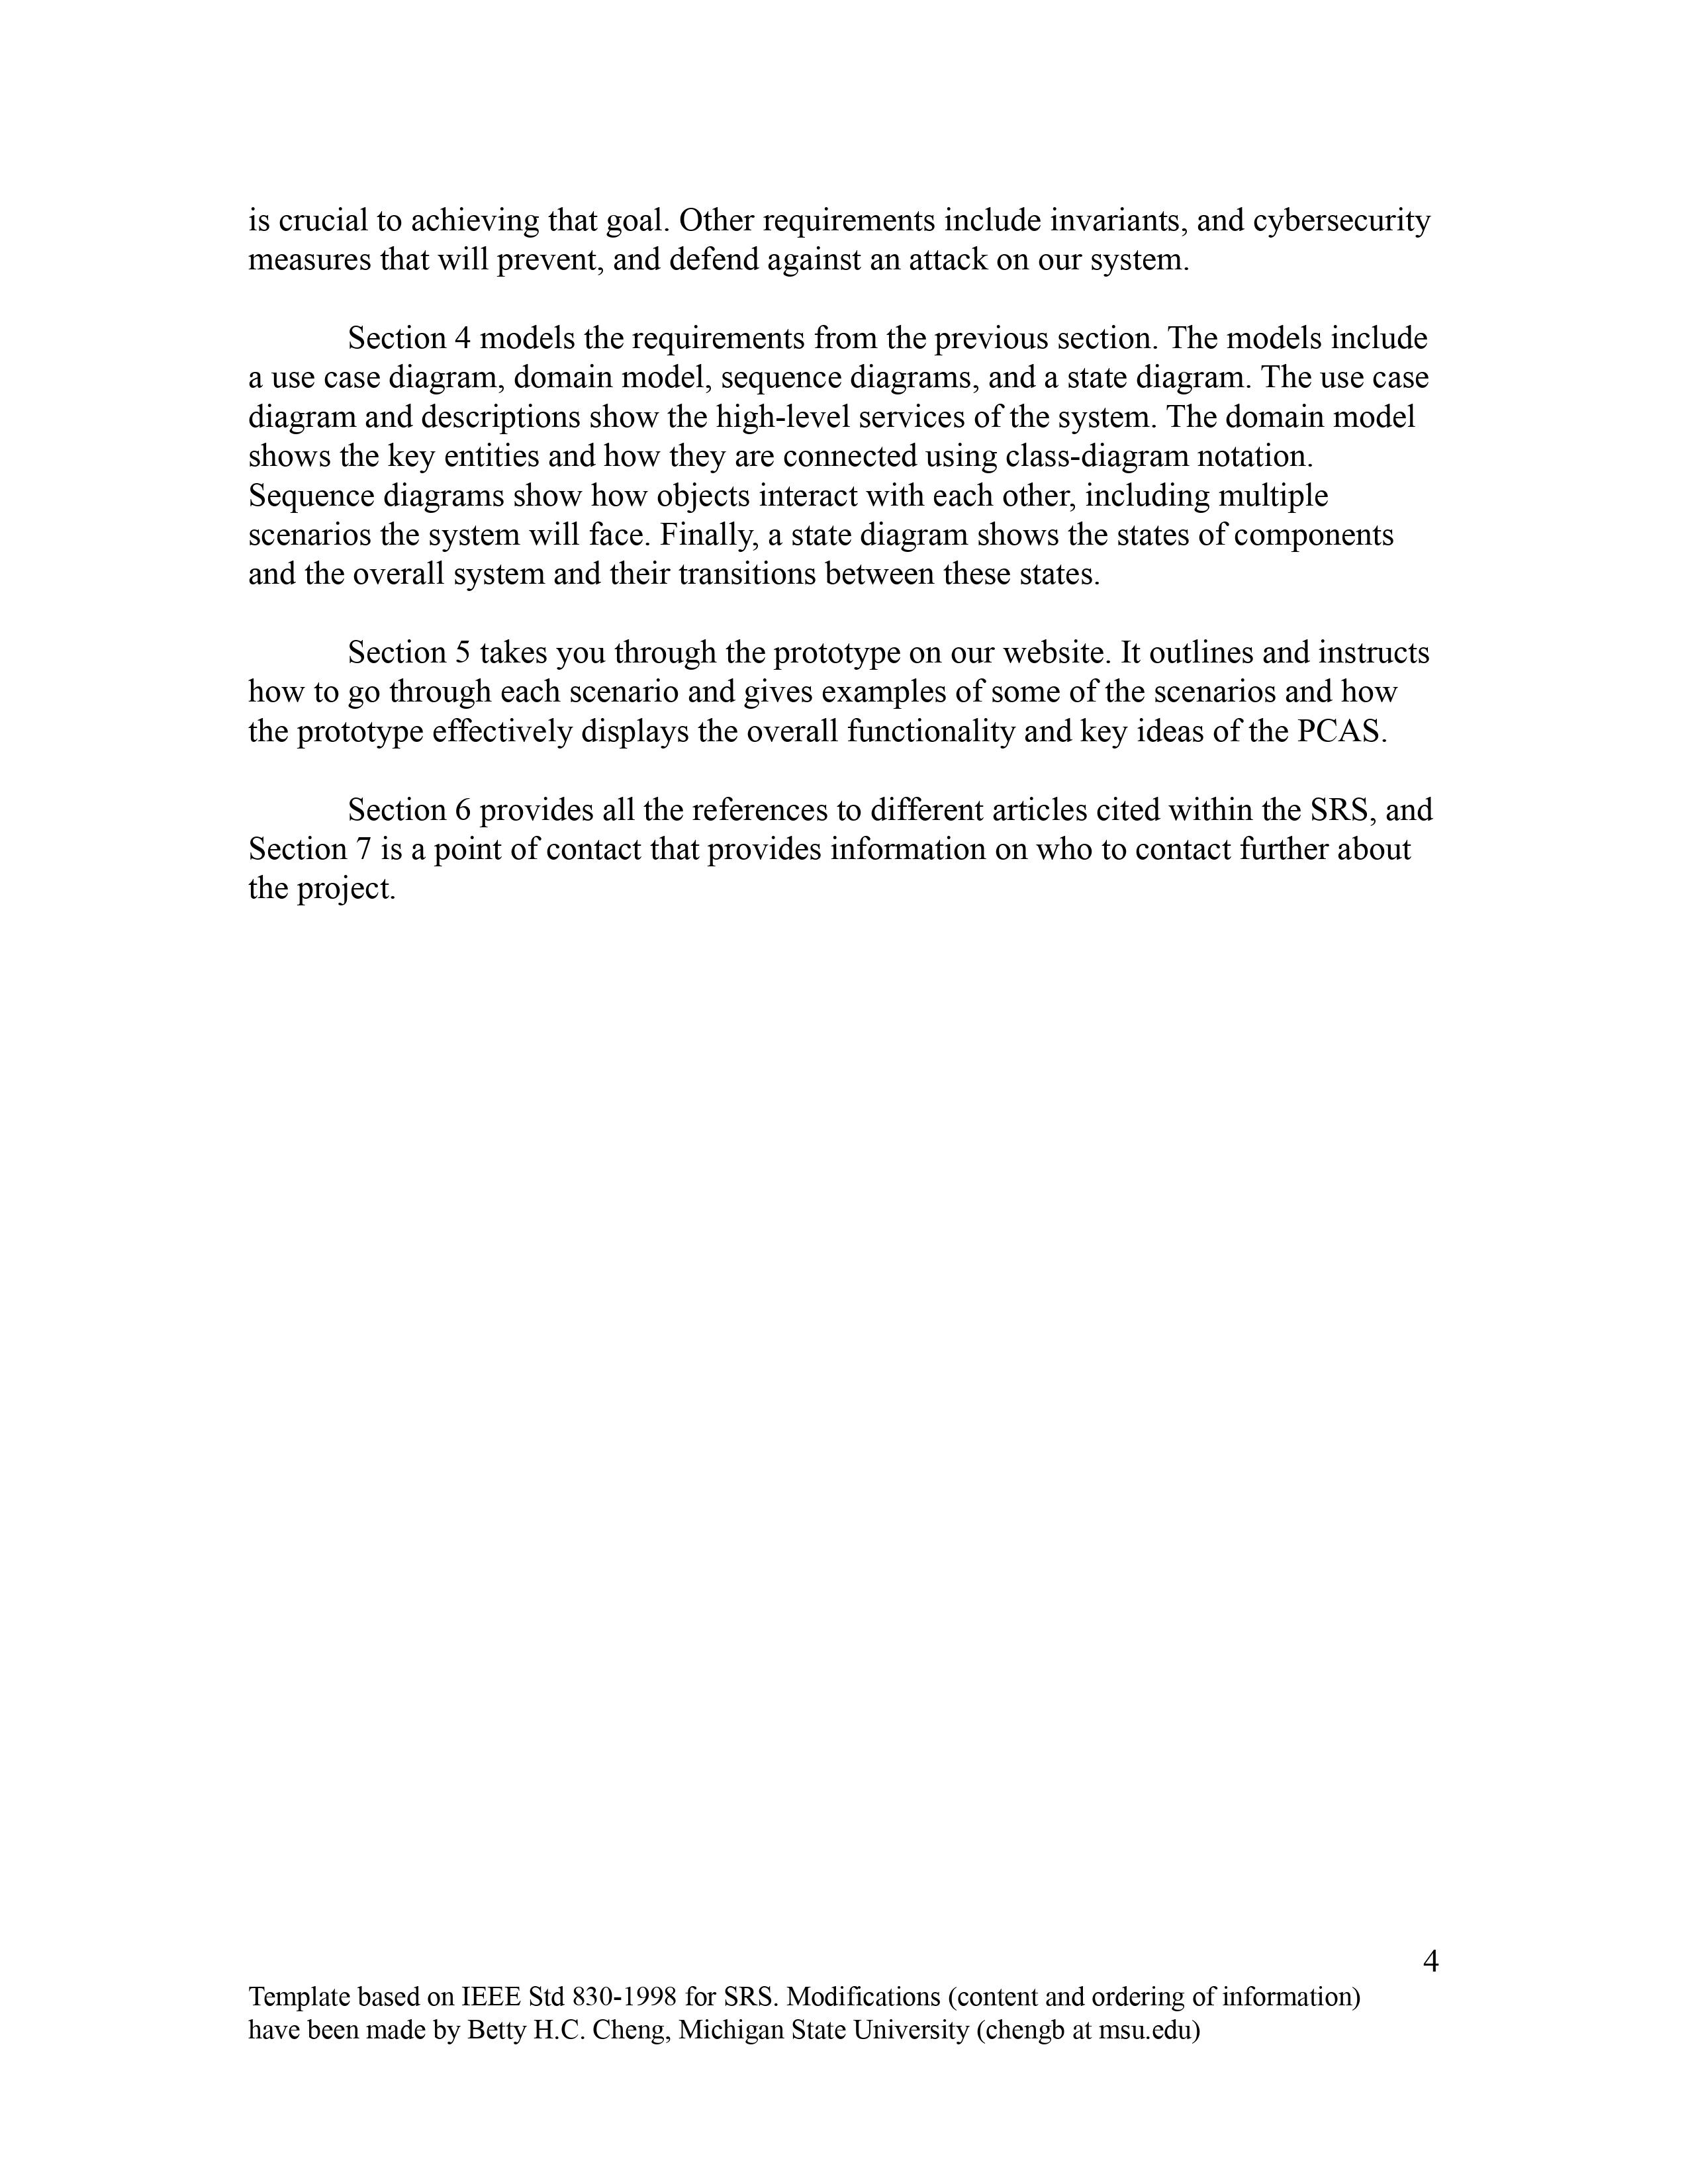 is crucial to achieving that goal. Other requirements include invariants, and cybersecurity
measures that will prevent, and defend against an attack on our system.
Section 4 models the requirements from the previous section. The models include
a use case diagram, domain model, sequence diagrams, and a state diagram. The use case
diagram and descriptions show the high-level services of the system. The domain model
shows the key entities and how they are connected using class-diagram notation.
Sequence diagrams show how objects interact with each other, including multiple
scenarios the system will face. Finally, a state diagram shows the states of components
and the overall system and their transitions between these states.
Section 5 takes you through the prototype on our website. It outlines and instructs
how to go through each scenario and gives examples of some of the scenarios and how
the prototype effectively displays the overall functionality and key ideas of the PCAS.
Section 6 provides all the references to different articles cited within the SRS, and
Section 7 is a point of contact that provides information on who to contact further about
the project.
4
Template based on IEEE Std 830-1998 for SRS. Modifications (content and ordering of information)
have been made by Betty H.C. Cheng, Michigan State University (chengb at msu.edu)